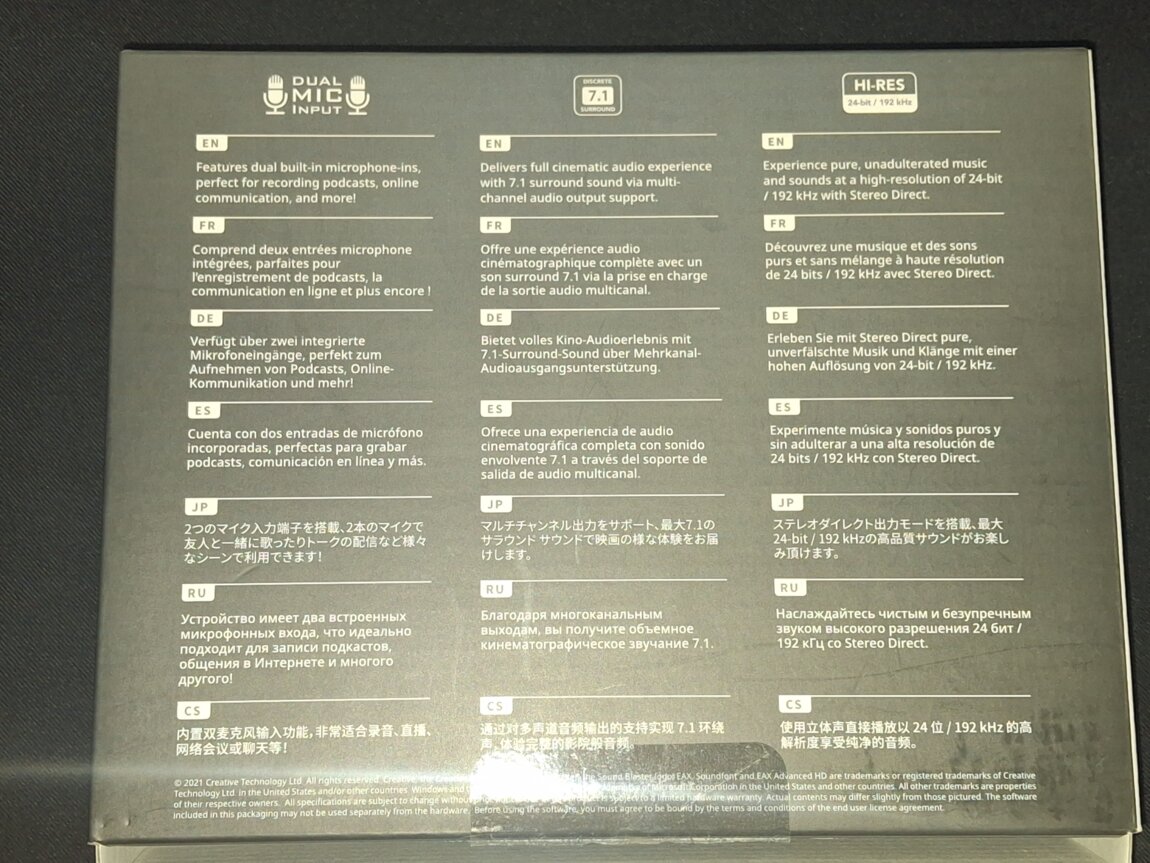 DUAL
MIC
INPUT
EN
Features dual built-in microphone-ins,
perfect for recording podcasts, online
communication, and more!
FR
Comprend deux entrées microphone
intégrées, parfaites pour
l'enregistrement de podcasts, la
communication en ligne et plus encore !
DE
Verfügt über zwei integrierte
Mikrofoneingänge, perfekt zum
Aufnehmen von Podcasts, Online-
Kommunikation und mehr!
ES
Cuenta con dos entradas de micrófono
incorporadas, perfectas para grabar
podcasts, comunicación en línea y más.
JP
2つのマイク入力端子を搭載、2本のマイクで
友人と一緒に歌ったりトークの配信など様々
なシーンで利用できます!
RU
Устройство имеет два встроенных
микрофонных входа, что идеально
подходит для записи подкастов,
общения в Интернете и многого
другого!
CS
内置双麦克风输入功能, 非常适合录音、直播、
网络会议或聊天等!
DISCRETE
7.1
SURROUND
EN
Delivers full cinematic audio experience
with 7.1 surround sound via multi-
channel audio output support.
FR
Offre une expérience audio
cinématographique complète avec un
son surround 7.1 via la prise en charge
de la sortie audio multicanal.
DE
Bietet volles Kino-Audioerlebnis mit
7.1-Surround-Sound über Mehrkanal-
Audioausgangsunterstützung.
ES
Ofrece una experiencia de audio
cinematográfica completa con sonido
envolvente 7.1 a través del soporte de
salida de audio multicanal.
JP
マルチチャンネル出力をサポート、最大7.1の
サラウンド サウンドで映画の様な体験をお届
けします。
RU
Благодаря многоканальным
выходам, вы получите объемное
кинематографическое звучание 7.1.
CS
通过对多声道音频输出的支持实现 7.1 环绕
声, 体验完整的影院般音频。
HI-RES
24-bit / 192 kHz
EN
Experience pure, unadulterated music
and sounds at a high-resolution of 24-bit
/ 192 kHz with Stereo Direct.
FR
Découvrez une musique et des sons
purs et sans mélange à haute résolution
de 24 bits / 192 kHz avec Stereo Direct.
DE
Erleben Sie mit Stereo Direct pure,
unverfälschte Musik und Klänge mit einer
hohen Auflösung von 24-bit / 192 kHz.
ES
Experimente música y sonidos puros y
sin adulterar a una alta resolución de
24 bits / 192 kHz con Stereo Direct.
JP
ステレオダイレクト出力モードを搭載、最大
24-bit / 192 kHzの高品質サウンドがお楽し
み頂けます。
RU
Наслаждайтесь чистым и безупречным
звуком высокого разрешения 24 бит /
192 кГц со Stereo Direct.
CS
使用立体声直接播放以 24 位 / 192 kHz 的高
解析度享受纯净的音频。
© 2021 Creative Technology Ltd. All rights reserved. Creative, the Sound Blaster logo, EAX, Soundfont and EAX Advanced HD are trademarks or registered trademarks of Creative
Technology Ltd. in the United States and/or other countries. Windows and of Microsoft Corporation in the United States and other countries. All other trademarks are properties
of their respective owners. All specifications are subject to change without is subject to a limited hardware warranty. Actual contents may differ slightly from those pictured. The software
included in this packaging may not be used separately from the hardware. Before using the software, you must agree to be bound by the terms and conditions of the end user license agreement.